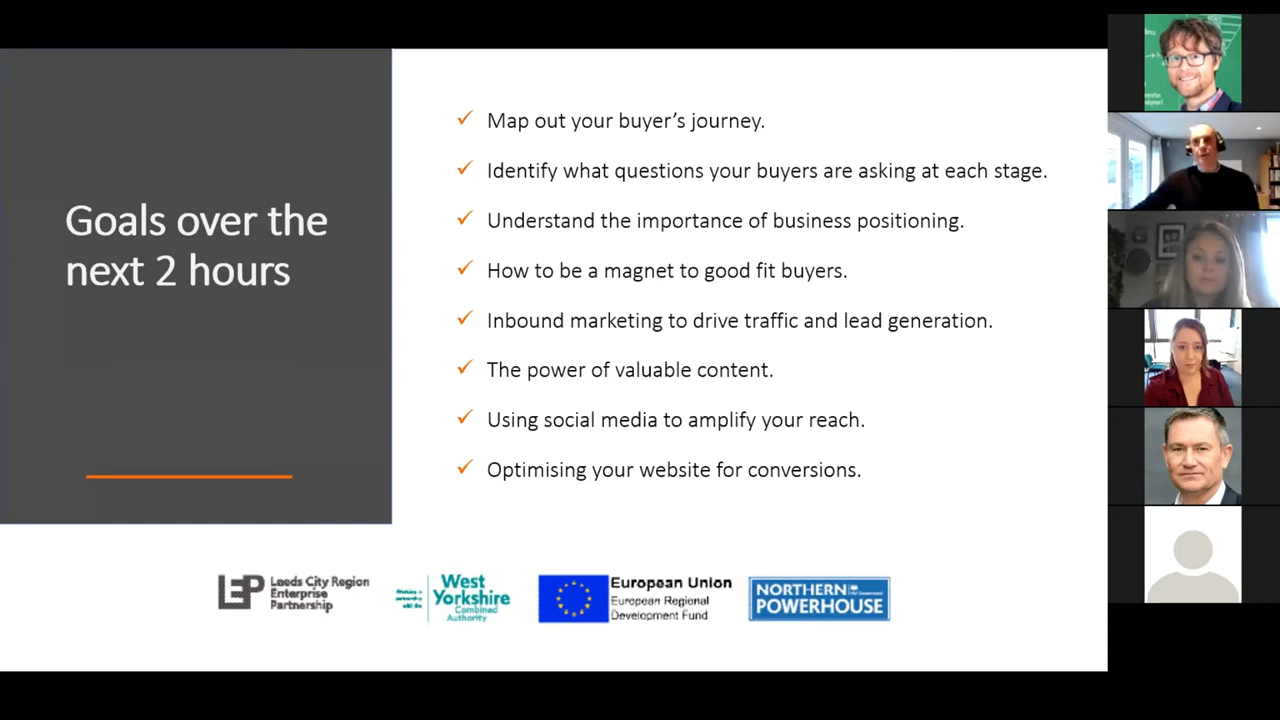 Goals over the
next 2 hours
Map out your buyer’s journey.
Identify what questions your buyers are asking at each stage.
Understand the importance of business positioning.
How to be a magnet to good fit buyers.
Inbound marketing to drive traffic and lead generation.
The power of valuable content.
Using social media to amplify your reach.
Optimising your website for conversions.
LEP
Leeds City Region
Enterprise
Partnership
West
Yorkshire
Combined
Authority
European Union
European Regional
Development Fund
NORTHERN
POWERHOUSE